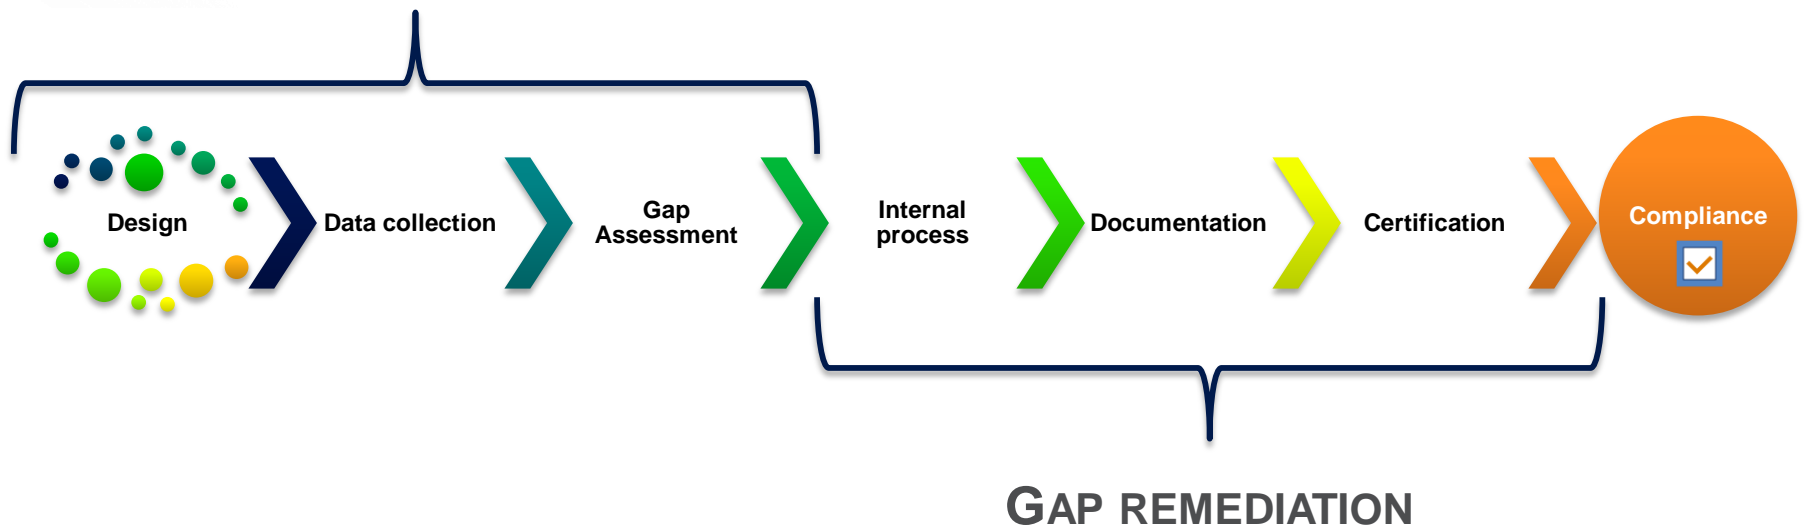 Design
Data collection
Gap
Assessment
Internal
process
Documentation
Certification
Compliance
GAP REMEDIATION